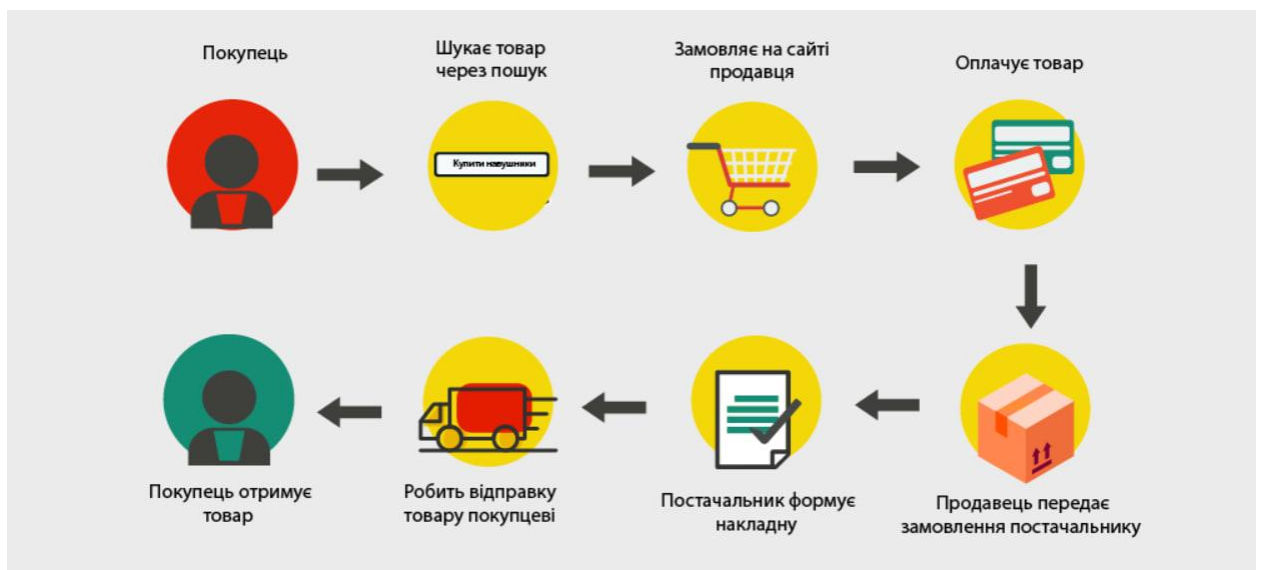 Покупець
Шукає товар
через пошук
Замовляє на сайті
продавця
Оплачує товар
Купити навушники
Покупець отримує
товар
Робить відправку
товару покупцеві
Постачальник формує
накладну
Продавець передає
замовлення постачальнику